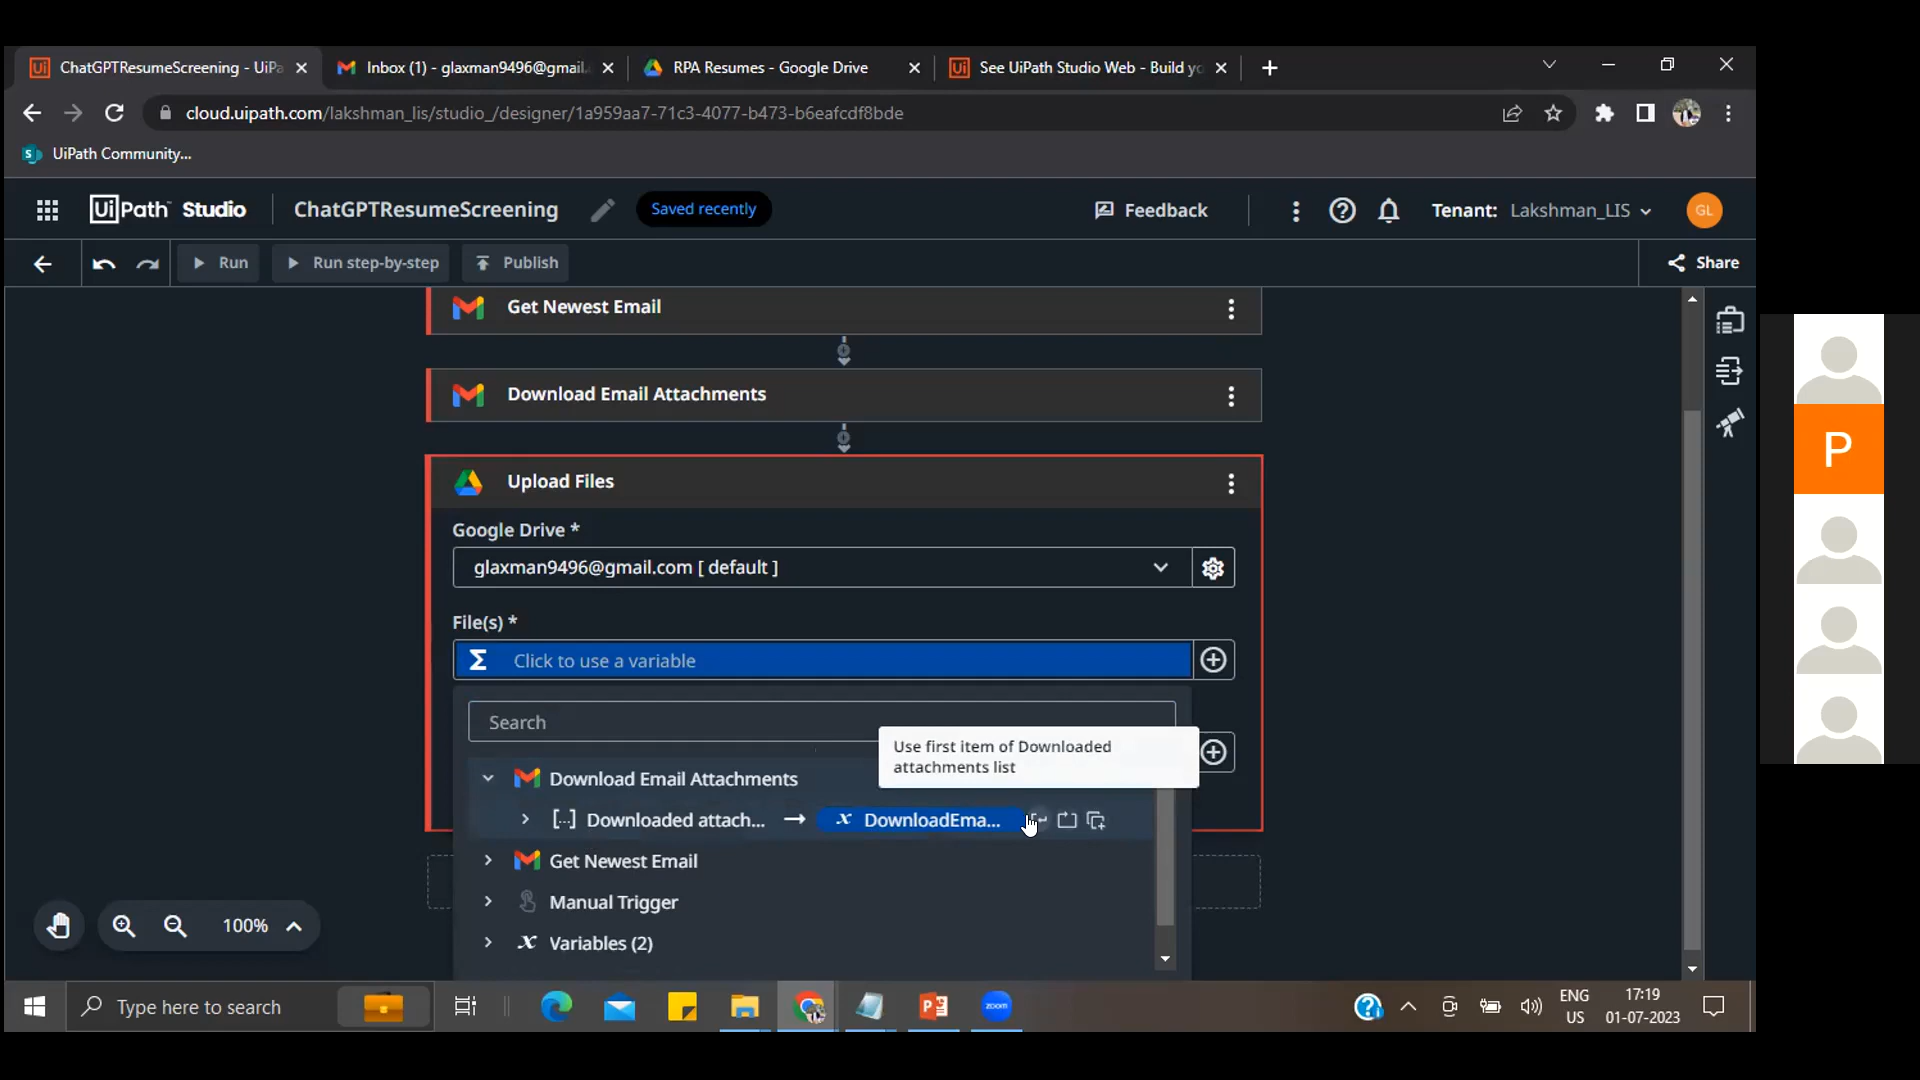 ChatGPTResumeScreening - UiPa
Inbox (1) - glaxman9496@gmail.
RPA Resumes - Google Drive
See UiPath Studio Web - Build yo
cloud.uipath.com/lakshman_lis/studio_/designer/1a959aa7-71c3-4077-b473-b6eafcdf8bde
UiPath Community...
UiPath Studio
ChatGPTResumeScreening
Saved recently
Feedback
Tenant: Lakshman_LIS
GL
Run
Run step-by-step
Publish
Share
Get Newest Email
Download Email Attachments
Upload Files
Google Drive *
glaxman9496@gmail.com [ default ]
File(s) *
Click to use a variable
Search
Use first item of Downloaded
attachments list
Download Email Attachments
[...] Downloaded attach... → x DownloadEma...
Get Newest Email
Manual Trigger
x Variables (2)
100%
P
Type here to search
zoom
ENG
US
17:19
01-07-2023